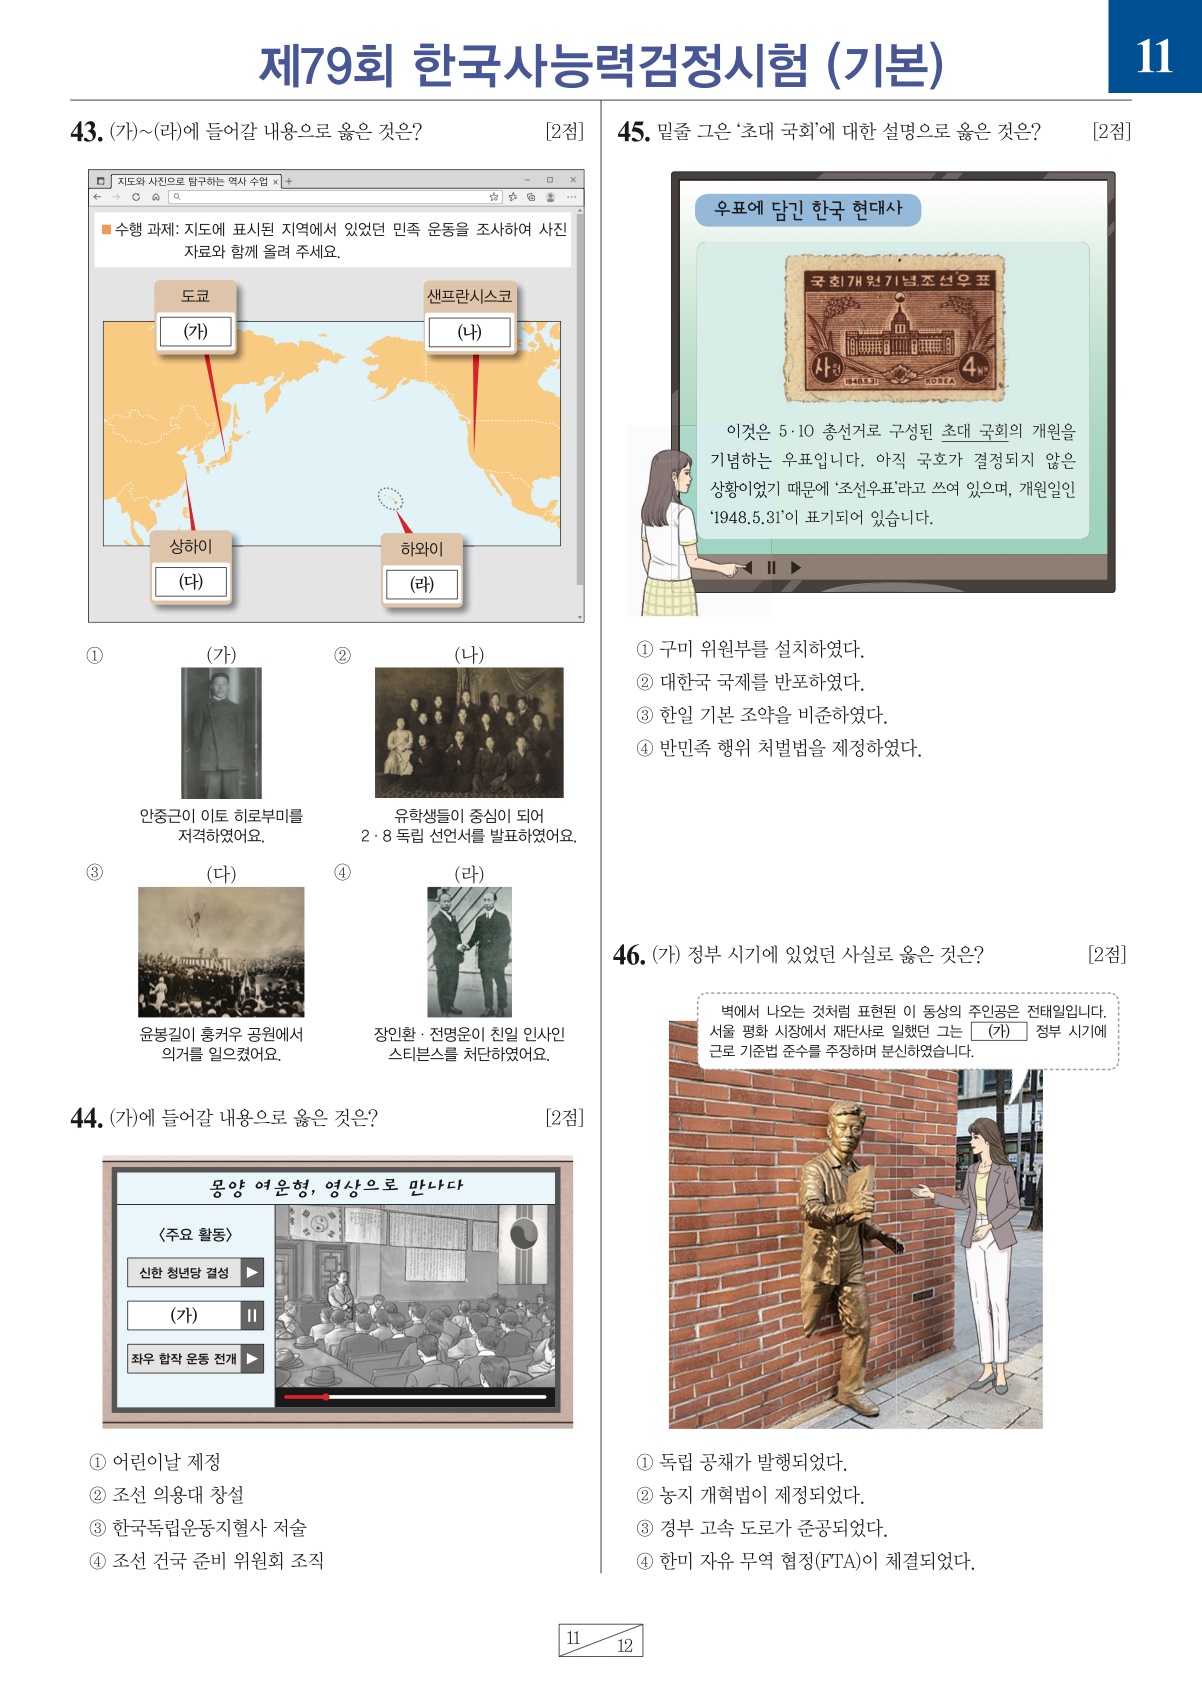 제79회 한국사능력검정시험 (기본)
11
43. (가)~(라)에 들어갈 내용으로 옳은 것은? [2점]
지도와 사진으로 탐구하는 역사 수업 × +
■ 수행 과제: 지도에 표시된 지역에서 있었던 민족 운동을 조사하여 사진
자료와 함께 올려 주세요.
도쿄
(가)
샌프란시스코
(나)
상하이
(다)
하와이
(라)
① (가)
안중근이 이토 히로부미를
저격하였어요.
② (나)
유학생들이 중심이 되어
2·8 독립 선언서를 발표하였어요.
③ (다)
윤봉길이 훙커우 공원에서
의거를 일으켰어요.
④ (라)
장인환·전명운이 친일 인사인
스티븐스를 처단하였어요.
44. (가)에 들어갈 내용으로 옳은 것은? [2점]
몽양 여운형, 영상으로 만나다
〈주요 활동〉
신한 청년당 결성
(가)
좌우 합작 운동 전개
① 어린이날 제정
② 조선 의용대 창설
③ 한국독립운동지혈사 저술
④ 조선 건국 준비 위원회 조직
45. 밑줄 그은 ‘초대 국회’에 대한 설명으로 옳은 것은? [2점]
우표에 담긴 한국 현대사
국회개원기념조선우표
사원
4
1948.5.31
KOREA
이것은 5·10 총선거로 구성된 초대 국회의 개원을
기념하는 우표입니다. 아직 국호가 결정되지 않은
상황이었기 때문에 ‘조선우표’라고 쓰여 있으며, 개원일인
‘1948.5.31’이 표기되어 있습니다.
① 구미 위원부를 설치하였다.
② 대한국 국제를 반포하였다.
③ 한일 기본 조약을 비준하였다.
④ 반민족 행위 처벌법을 제정하였다.
46. (가) 정부 시기에 있었던 사실로 옳은 것은? [2점]
벽에서 나오는 것처럼 표현된 이 동상의 주인공은 전태일입니다.
서울 평화 시장에서 재단사로 일했던 그는 (가) 정부 시기에
근로 기준법 준수를 주장하며 분신하였습니다.
① 독립 공채가 발행되었다.
② 농지 개혁법이 제정되었다.
③ 경부 고속 도로가 준공되었다.
④ 한미 자유 무역 협정(FTA)이 체결되었다.
11
12